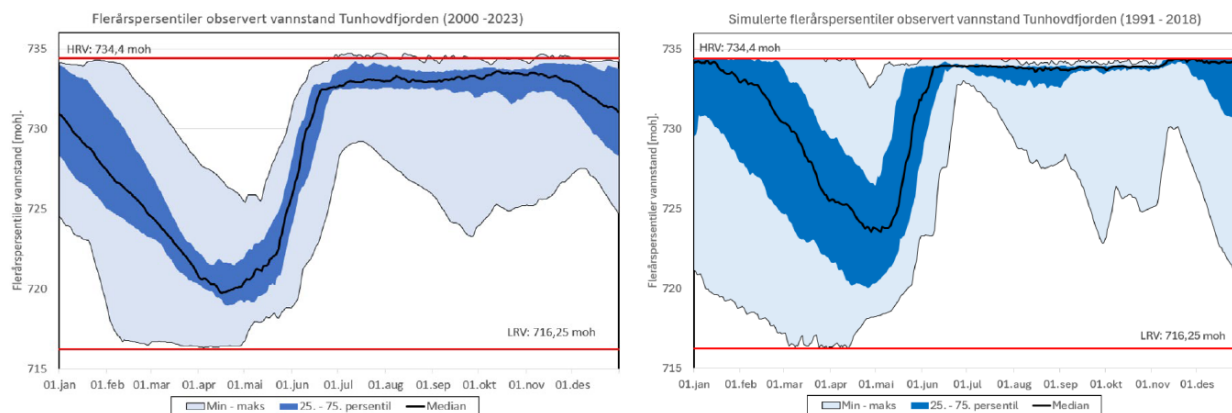 Flerårspersentiler observert vannstand Tunhovdfjorden (2000 -2023)
735
730
725
720
715
Flerårspersentiler vannstand [moh].
HRV: 734,4 moh
LRV: 716,25 moh
01.jan 01.feb 01.mar 01.apr 01.mai 01.jun 01.jul 01.aug 01.sep 01.okt 01.nov 01.des
Min - maks 25. - 75. persentil Median
Simulerte flerårspersentiler observert vannstand Tunhovdfjorden (1991 - 2018)
735
730
725
720
715
Flerårspersentiler vannstand [moh].
HRV: 734,4 moh
LRV: 716,25 moh
01.jan 01.feb 01.mar 01.apr 01.mai 01.jun 01.jul 01.aug 01.sep 01.okt 01.nov 01.des
Min - maks 25. - 75. persentil Median